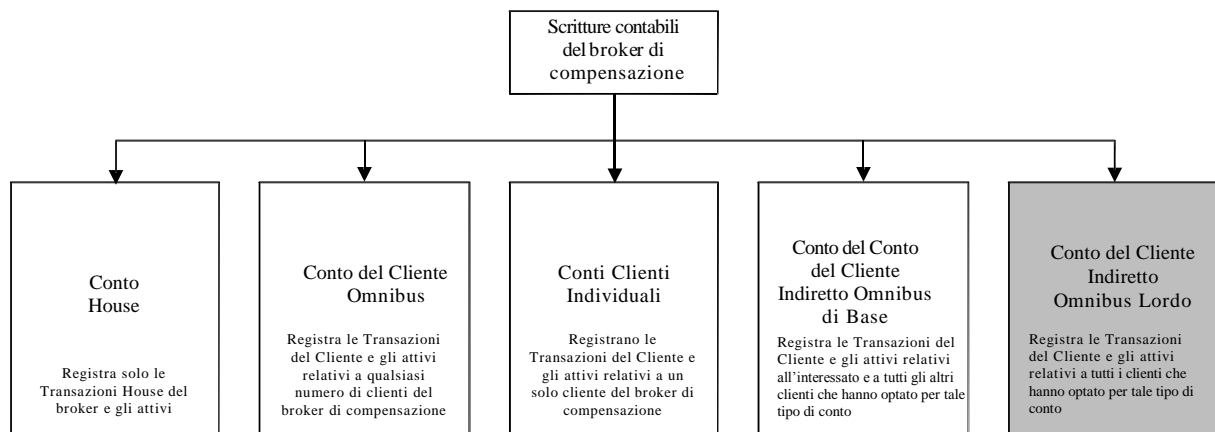 Scritture contabili
del broker di
compensazione
Conto
House
Registra solo le
Transazioni House del
broker e gli attivi
Conto del Cliente
Omnibus
Registra le Transazioni
del Cliente e gli attivi
relativi a qualsiasi
numero di clienti del
broker di compensazione
Conti Clienti
Individuali
Registrano le
Transazioni del Cliente e
gli attivi relativi a un
solo cliente del broker di
compensazione
Conto del Conto
del Cliente
Indiretto Omnibus
di Base
Registra le Transazioni del
Cliente e gli attivi relativi
all'interessato e a tutti gli altri
clienti che hanno optato per tale
tipo di conto
Conto del Cliente
Indiretto
Omnibus Lordo
Registra le Transazioni
del Cliente e gli attivi
relativi a tutti i clienti che
hanno optato per tale tipo di
conto